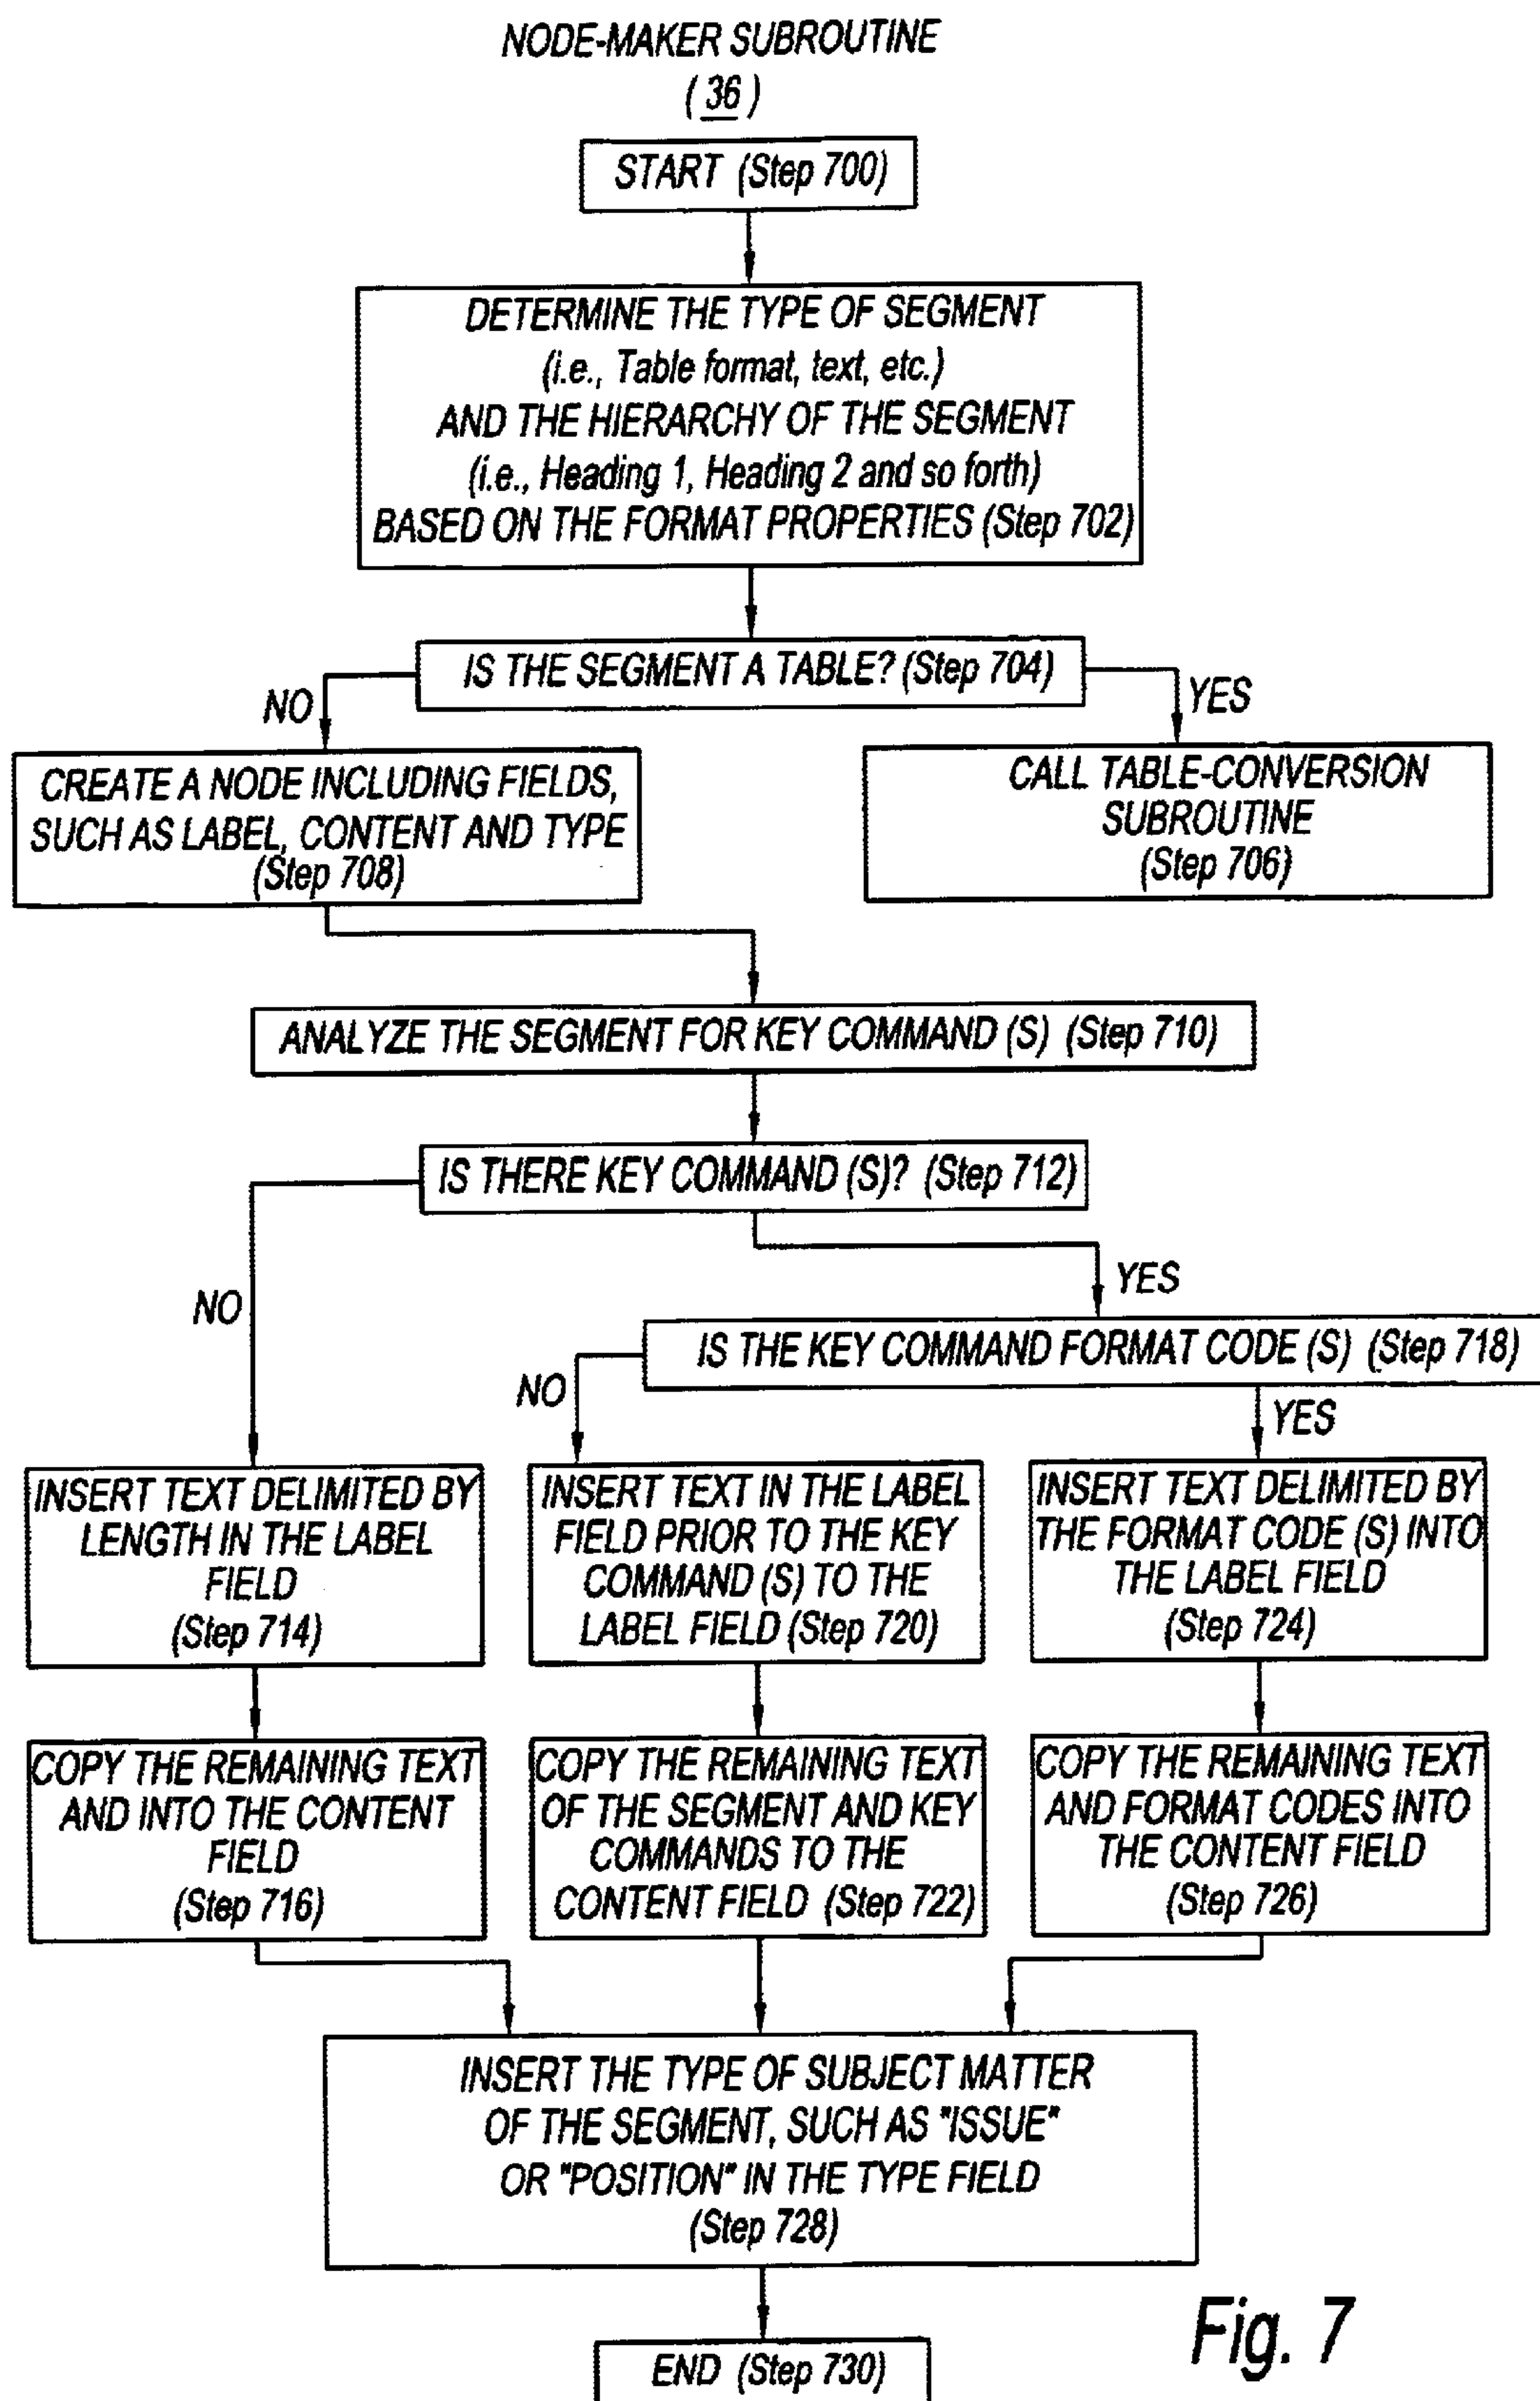 NODE-MAKER SUBROUTINE
(36)
START (Step 700)
DETERMINE THE TYPE OF SEGMENT
(i.e., Table format, text, etc.)
AND THE HIERARCHY OF THE SEGMENT
(i.e., Heading 1, Heading 2 and so forth)
BASED ON THE FORMAT PROPERTIES (Step 702)
IS THE SEGMENT A TABLE? (Step 704)
NO
YES
CREATE A NODE INCLUDING FIELDS,
SUCH AS LABEL, CONTENT AND TYPE
(Step 708)
CALL TABLE-CONVERSION
SUBROUTINE
(Step 706)
ANALYZE THE SEGMENT FOR KEY COMMAND (S) (Step 710)
IS THERE KEY COMMAND (S)? (Step 712)
NO
YES
IS THE KEY COMMAND FORMAT CODE (S) (Step 718)
NO
YES
INSERT TEXT DELIMITED BY
LENGTH IN THE LABEL
FIELD
(Step 714)
INSERT TEXT IN THE LABEL
FIELD PRIOR TO THE KEY
COMMAND (S) TO THE
LABEL FIELD (Step 720)
INSERT TEXT DELIMITED BY
THE FORMAT CODE (S) INTO
THE LABEL FIELD
(Step 724)
COPY THE REMAINING TEXT
AND INTO THE CONTENT
FIELD
(Step 716)
COPY THE REMAINING TEXT
OF THE SEGMENT AND KEY
COMMANDS TO THE
CONTENT FIELD (Step 722)
COPY THE REMAINING TEXT
AND FORMAT CODES INTO
THE CONTENT FIELD
(Step 726)
INSERT THE TYPE OF SUBJECT MATTER
OF THE SEGMENT, SUCH AS "ISSUE"
OR "POSITION" IN THE TYPE FIELD
(Step 728)
END (Step 730)
Fig. 7